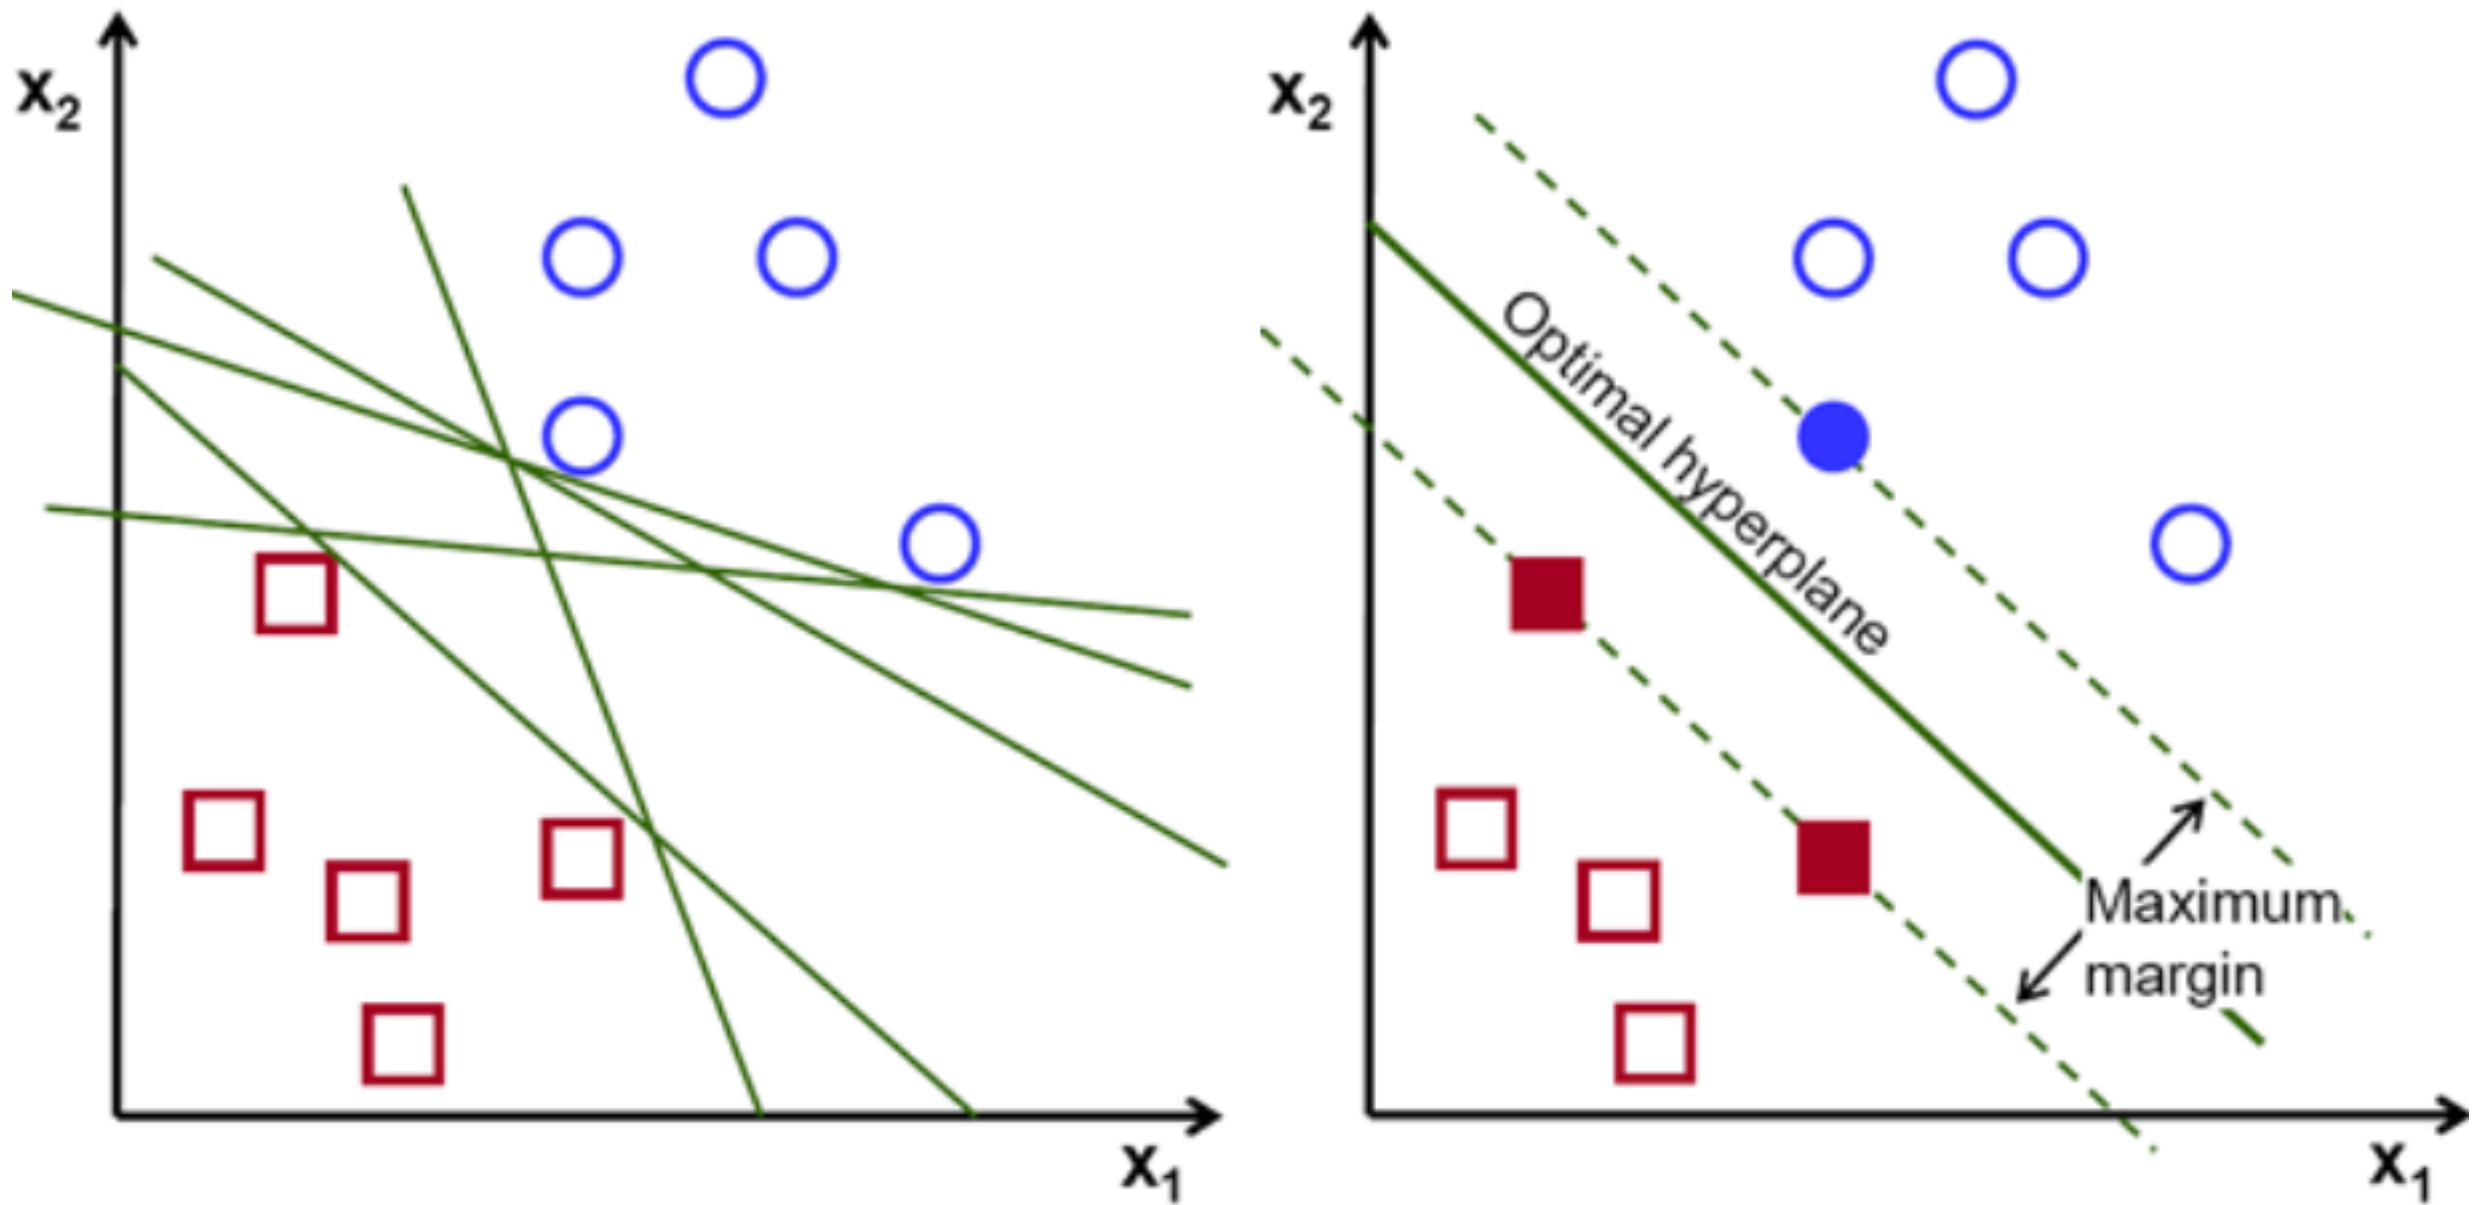 x₂
x₁
x₂
Optimal hyperplane
Maximum
margin
x₁